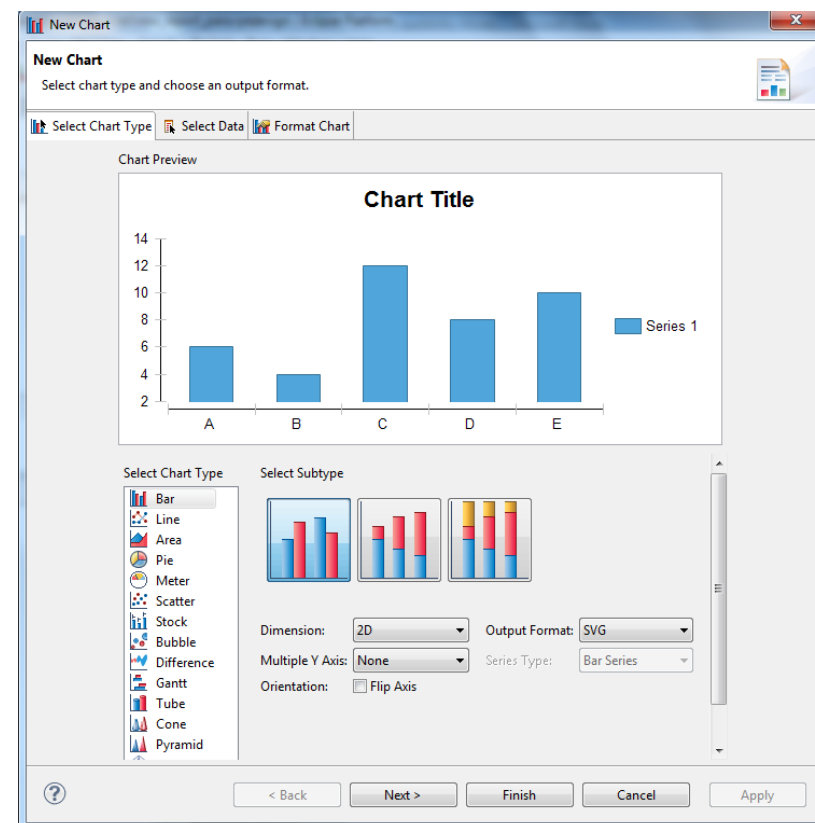 New Chart
New Chart
Select chart type and choose an output format.
Select Chart Type Select Data Format Chart
Chart Preview
Chart Title
14
12
10
8
6
4
2
A B C D E
Series 1
Select Chart Type
Bar
Line
Area
Pie
Meter
Scatter
Stock
Bubble
Difference
Gantt
Tube
Cone
Pyramid
Select Subtype
Dimension: 2D Output Format: SVG
Multiple Y Axis: None Series Type: Bar Series
Orientation: Flip Axis
? < Back Next > Finish Cancel Apply